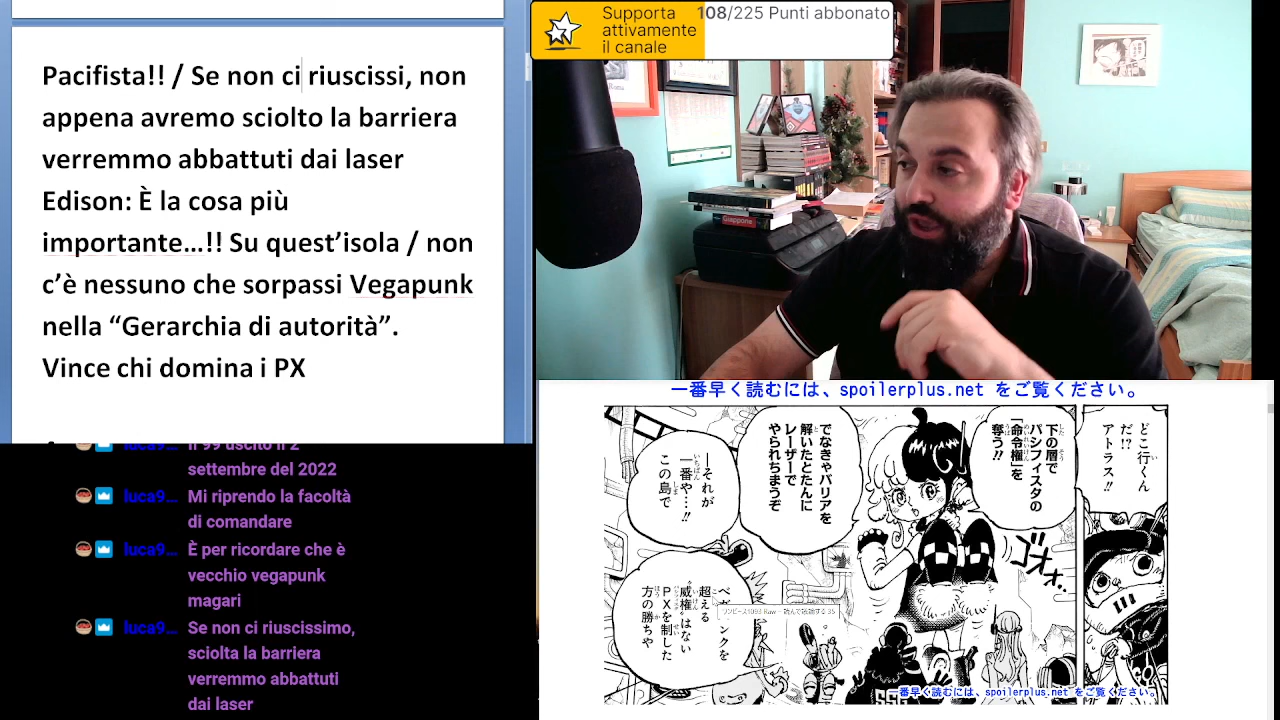 Pacifista!! / Se non ci riuscissi, non
appena avremo sciolto la barriera
verremmo abbattuti dai laser
Edison: È la cosa più
importante…!! Su quest’isola / non
c’è nessuno che sorpassi Vegapunk
nella “Gerarchia di autorità”.
Vince chi domina i PX
Supporta
attivamente
il canale
108/225 Punti abbonato
Giappone
settembre del 2022
luca9… Mi riprendo la facoltà
di comandare
luca9… È per ricordare che è
vecchio vegapunk
magari
luca9… Se non ci riuscissimo,
sciolta la barriera
verremmo abbattuti
dai laser
一番早く読むには、spoilerplus.net をご覧ください。
どこ行くん
だ!?
アトラス!!
下の層で
パシフィスタの
「命令権」を
奪う!!
でなきゃバリアを
解いたとたんに
レーザーで
やられちまうぞ
―それが
一番や…!!
この島で
超える
“威権”はない
PXを制した
方の勝ちや
ゴオォ..
一番早く読むには、spoilerplus.net をご覧ください。